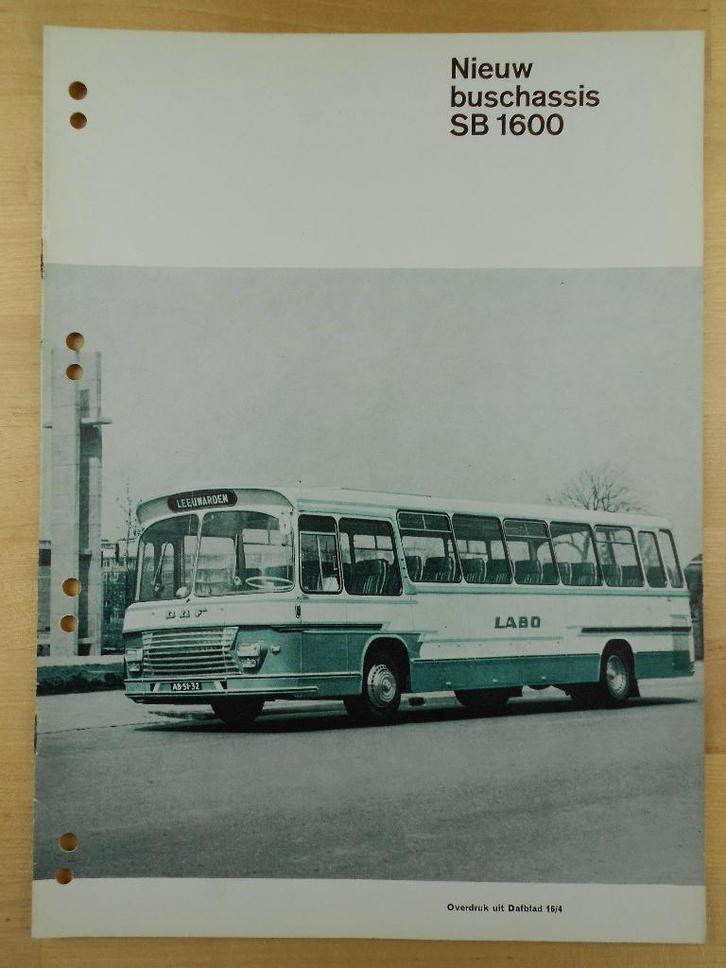 Nieuw
buschassis
SB 1600
LEEUWARDEN
DAF
LABO
AB-51-32
Overdruk uit Dafblad 16/4